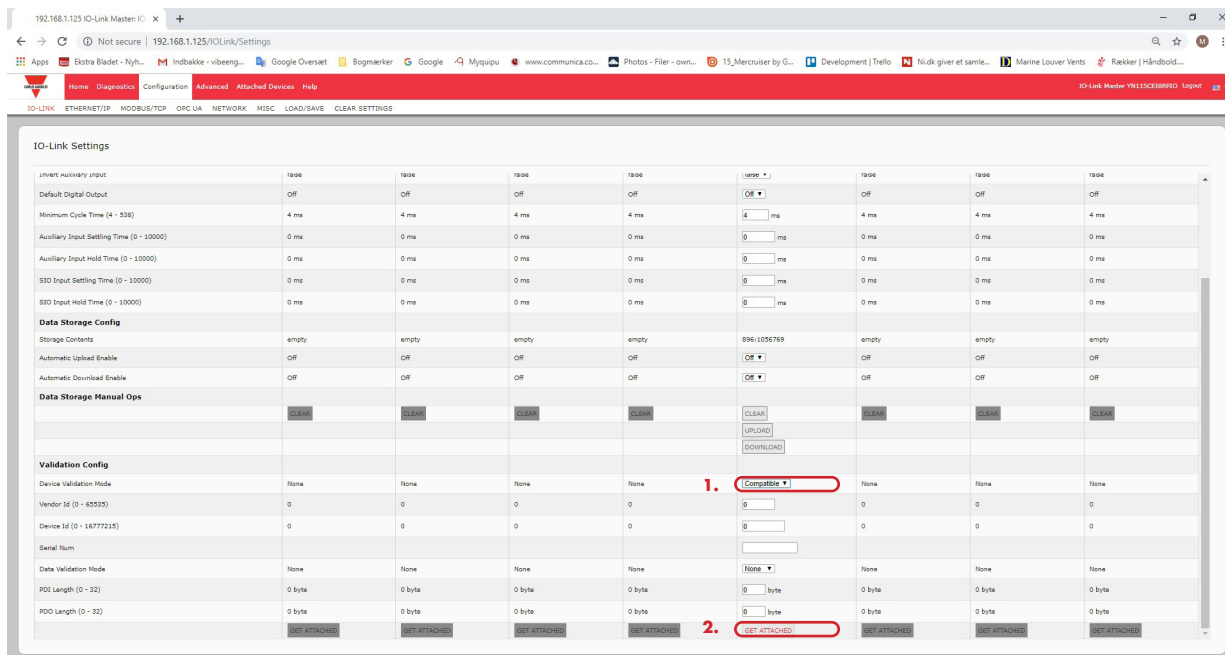 192.168.1.125 IO-Link Master: IO × +
Not secure | 192.168.1.125/IOLink/Settings M
Apps Ekstra Bladet - Nyh... Indbakke - vibeeng... Google Oversæt Bogmærker Google Myquipu www.communica.co... Photos - Filer - own... 15_Mercruiser by G... Development | Trello Ni.dk giver et samle... Marine Louver Vents Rækker | Håndbold....
CARLO GAVAZZI Home Diagnostics Configuration Advanced Attached Devices Help IO-Link Master YN115CEI8RPIO Logout
IO-LINK ETHERNET/IP MODBUS/TCP OPC UA NETWORK MISC LOAD/SAVE CLEAR SETTINGS
IO-Link Settings
Invert Auxiliary Input false false false false false false false false
Default Digital Output Off Off Off Off Off Off Off Off
Minimum Cycle Time (4 - 538) 4 ms 4 ms 4 ms 4 ms 4 ms 4 ms 4 ms 4 ms
Auxiliary Input Settling Time (0 - 10000) 0 ms 0 ms 0 ms 0 ms 0 ms 0 ms 0 ms 0 ms
Auxiliary Input Hold Time (0 - 10000) 0 ms 0 ms 0 ms 0 ms 0 ms 0 ms 0 ms 0 ms
SIO Input Settling Time (0 - 10000) 0 ms 0 ms 0 ms 0 ms 0 ms 0 ms 0 ms 0 ms
SIO Input Hold Time (0 - 10000) 0 ms 0 ms 0 ms 0 ms 0 ms 0 ms 0 ms 0 ms
Data Storage Config
Storage Contents empty empty empty empty 896:1056769 empty empty empty
Automatic Upload Enable Off Off Off Off Off Off Off Off
Automatic Download Enable Off Off Off Off Off Off Off Off
Data Storage Manual Ops
CLEAR CLEAR CLEAR CLEAR CLEAR CLEAR CLEAR CLEAR
UPLOAD
DOWNLOAD
Validation Config
Device Validation Mode None None None None 1. Compatible None None None
Vendor Id (0 - 65535) 0 0 0 0 0 0 0 0
Device Id (0 - 16777215) 0 0 0 0 0 0 0 0
Serial Num
Data Validation Mode None None None None None None None None
PDI Length (0 - 32) 0 byte 0 byte 0 byte 0 byte 0 byte 0 byte 0 byte 0 byte
PDO Length (0 - 32) 0 byte 0 byte 0 byte 0 byte 0 byte 0 byte 0 byte 0 byte
GET ATTACHED GET ATTACHED GET ATTACHED GET ATTACHED 2. GET ATTACHED GET ATTACHED GET ATTACHED GET ATTACHED